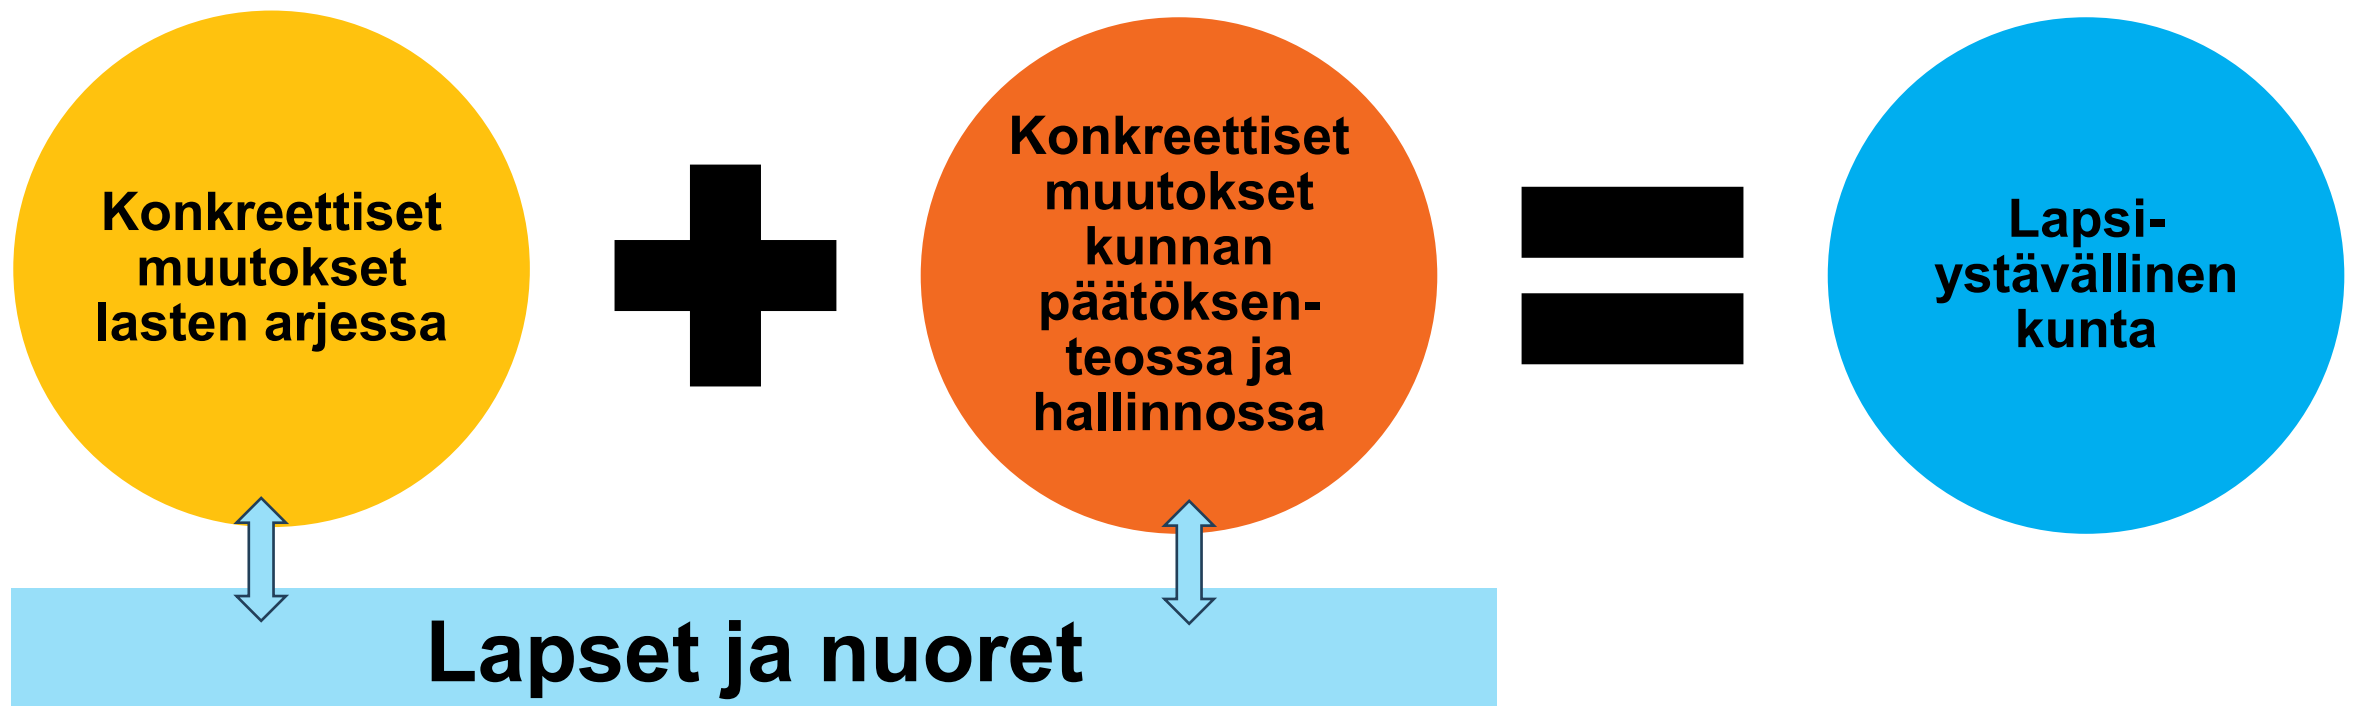 Konkreettiset
muutokset
lasten arjessa
Konkreettiset
muutokset
kunnan
päätöksen-
teossa ja
hallinnossa
Lapsi-
ystävällinen
kunta
Lapset ja nuoret